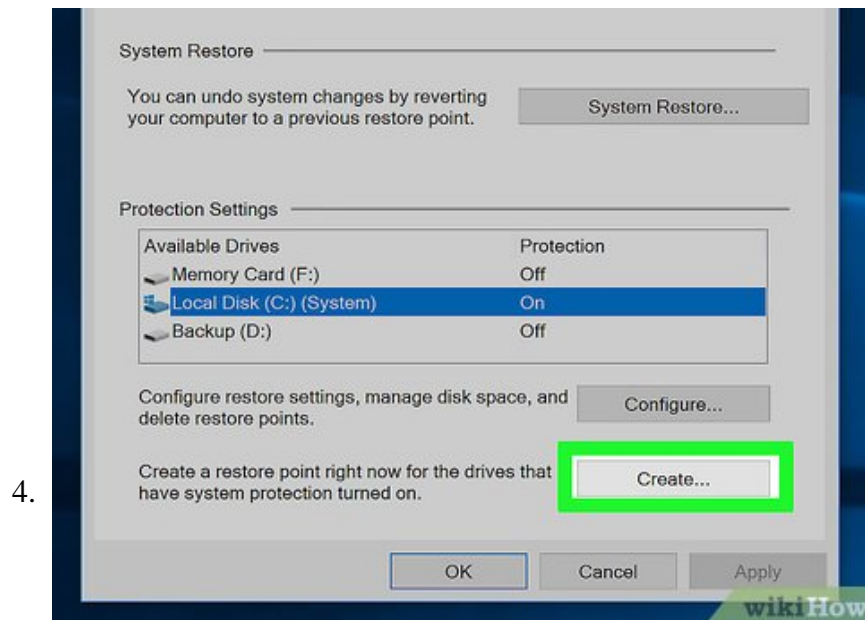 System Restore
You can undo system changes by reverting
your computer to a previous restore point.
System Restore...
Protection Settings
Available Drives Protection
Memory Card (F:) Off
Local Disk (C:) (System) On
Backup (D:) Off
Configure restore settings, manage disk space, and
delete restore points.
Configure...
Create a restore point right now for the drives that
have system protection turned on.
Create...
4.
OK Cancel Apply
wikiHow